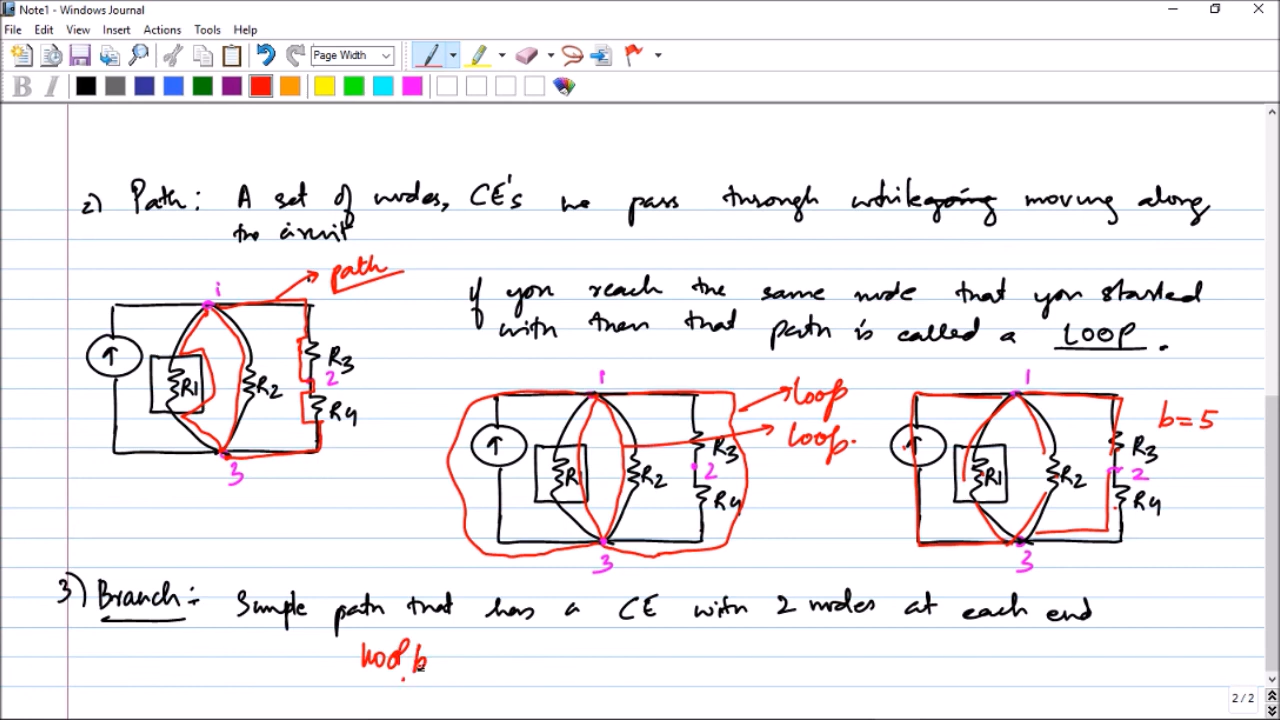 Note1 - Windows Journal
File Edit View Insert Actions Tools Help
Page Width
B I
2) Path: A set of nodes, CE's we pass through while going moving along
the circuit
path
if you reach the same node that you started
with then that path is called a LOOP.
1
R1
R2
R3
2
R4
3
1
loop
loop.
R1
R2
R3
2
R4
3
1
b=5
R1
R2
R3
2
R4
3
3) Branch:- Simple path that has a CE with 2 nodes at each end
no of b
2 / 2